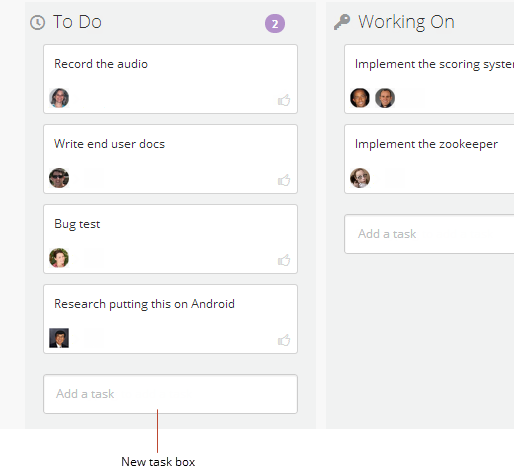 To Do
2
Record the audio
Write end user docs
Bug test
Research putting this on Android
Add a task
Working On
Implement the scoring syste
Implement the zookeeper
Add a task
New task box